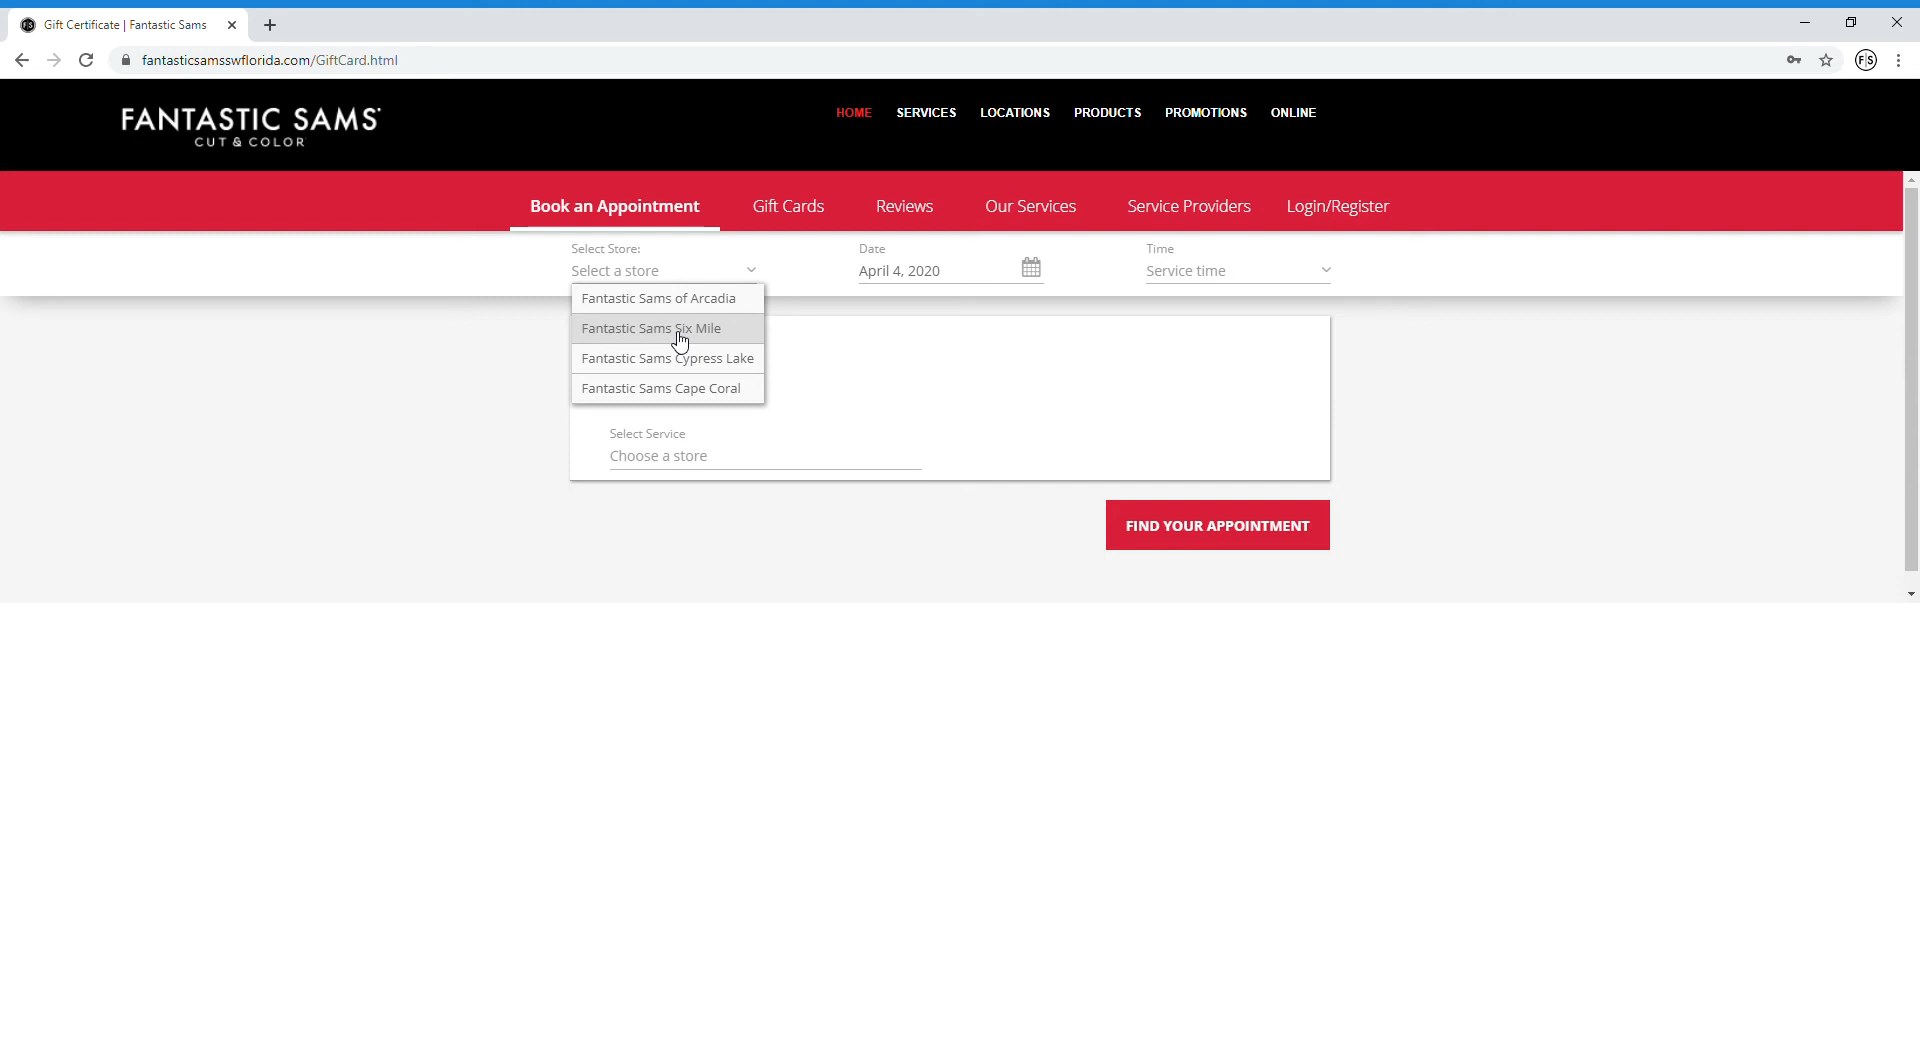 Gift Certificate | Fantastic Sams
fantasticsamsswflorida.com/GiftCard.html
F|S
FANTASTIC SAMS
CUT & COLOR
HOME SERVICES LOCATIONS PRODUCTS PROMOTIONS ONLINE
Book an Appointment Gift Cards Reviews Our Services Service Providers Login/Register
Select Store: Date Time
Select a store April 4, 2020 Service time
Fantastic Sams of Arcadia
Fantastic Sams Six Mile
Fantastic Sams Cypress Lake
Fantastic Sams Cape Coral
Select Service
Choose a store
FIND YOUR APPOINTMENT